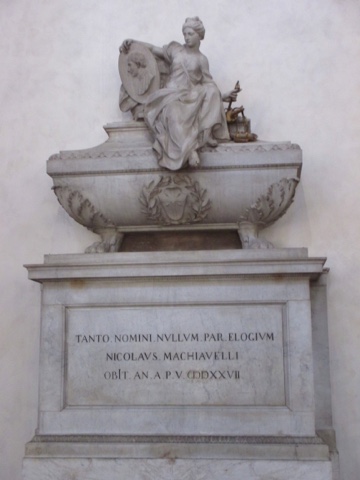 TANTO NOMINI NVLLVM PAR ELOGIVM
NICOLAVS MACHIAVELLI
OBIT AN. A. P. V. CIƆIƆXXVII